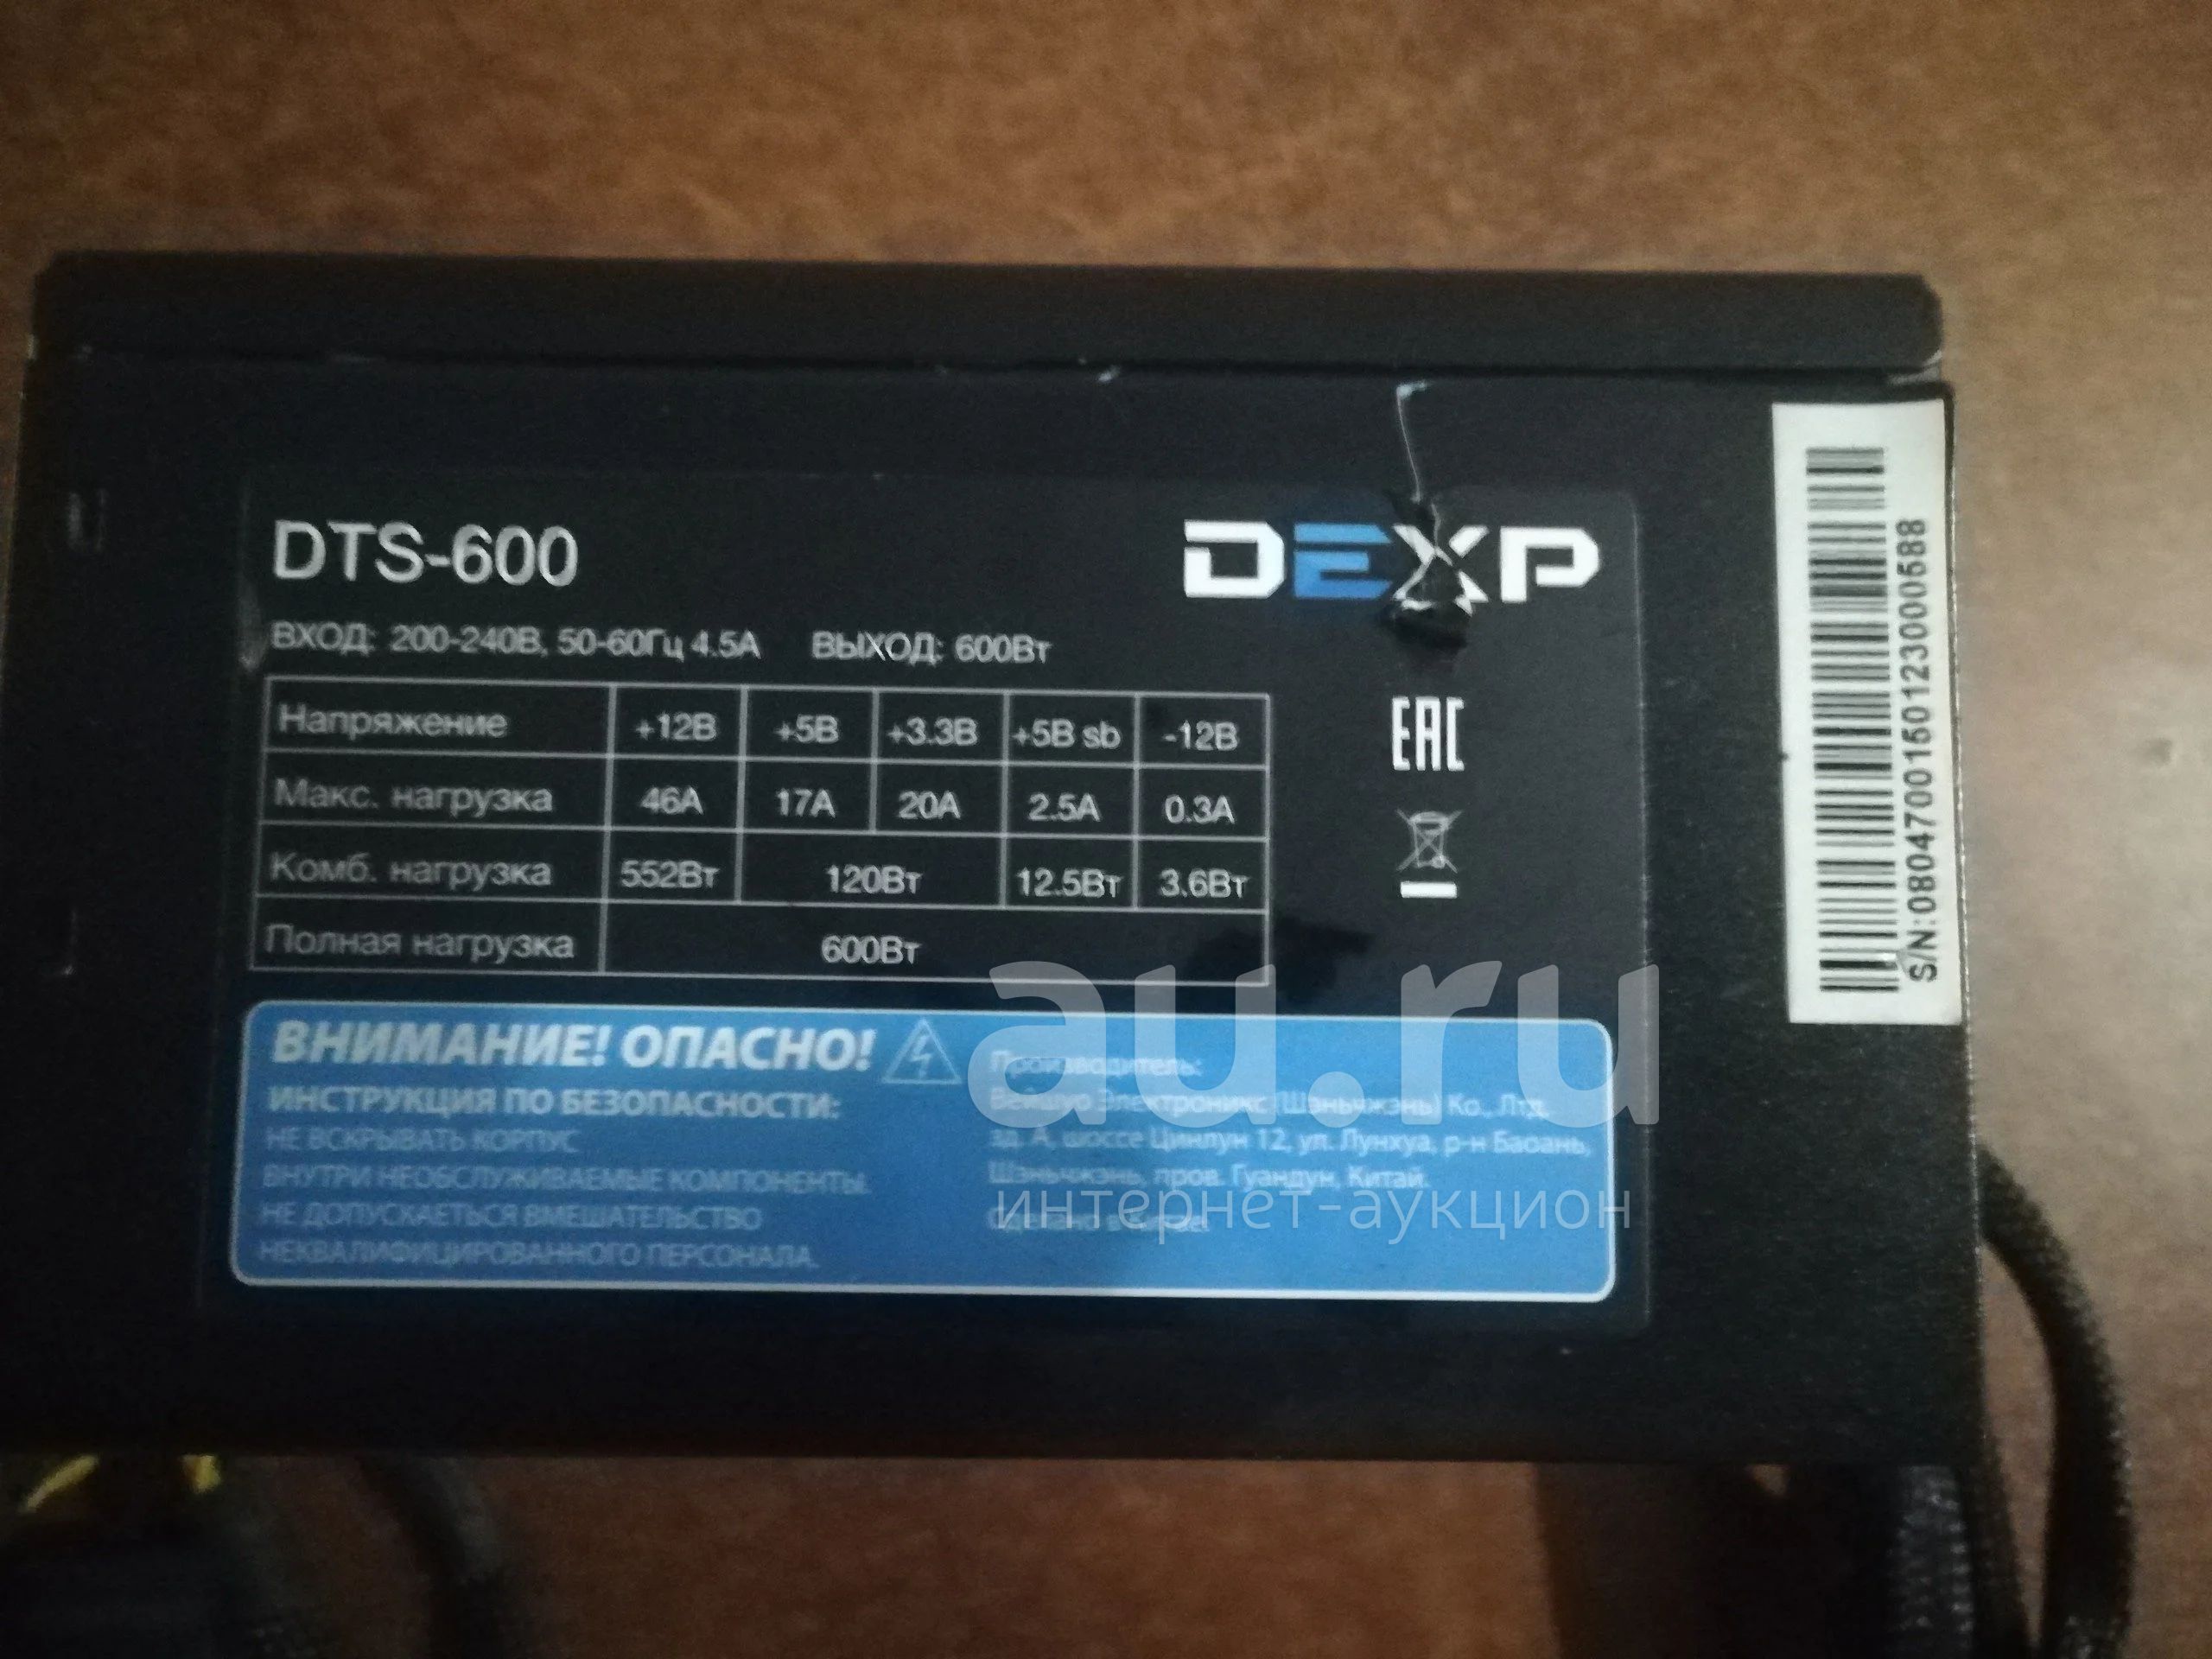 DTS-600
DEXP
ВХОД: 200-240В, 50-60Гц 4.5А ВЫХОД: 600Вт
Напряжение +12В +5В +3.3В +5В sb -12В
Макс. нагрузка 46А 17А 20А 2.5А 0.3А
Комб. нагрузка 552Вт 120Вт 12.5Вт 3.6Вт
Полная нагрузка 600Вт
EAC
S/N:0804700150123000588
ВНИМАНИЕ! ОПАСНО!
ИНСТРУКЦИЯ ПО БЕЗОПАСНОСТИ:
НЕ ВСКРЫВАТЬ КОРПУС
ВНУТРИ НЕОБСЛУЖИВАЕМЫЕ КОМПОНЕНТЫ.
НЕ ДОПУСКАЕТЬСЯ ВМЕШАТЕЛЬСТВО
НЕКВАЛИФИЦИРОВАННОГО ПЕРСОНАЛА.
Производитель:
Электроникс (Шэньчжэнь) Ко., Лтд.
зд. А, шоссе Цинлун 12, ул. Лунхуа, р-н Баоань,
Шэньчжэнь, пров. Гуандун, Китай.
Сделано в
au.ru
интернет-аукцион